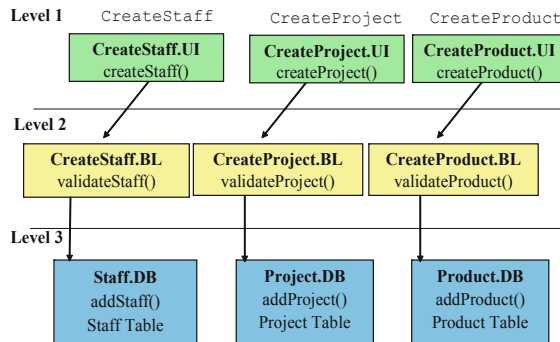 Level 1
CreateStaff
CreateProject
CreateProduct
CreateStaff.UI
createStaff()
CreateProject.UI
createProject()
CreateProduct.UI
createProduct()
Level 2
CreateStaff.BL
validateStaff()
CreateProject.BL
validateProject()
CreateProduct.BL
validateProduct()
Level 3
Staff.DB
addStaff()
Staff Table
Project.DB
addProject()
Project Table
Product.DB
addProduct()
Product Table